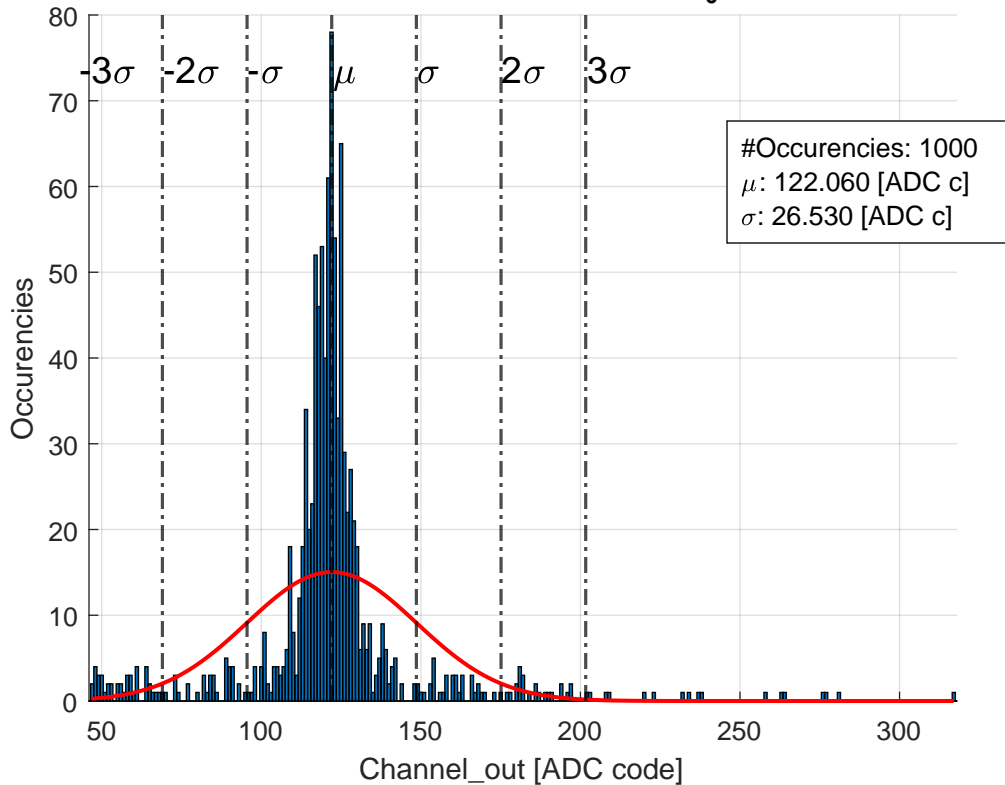 80
-3σ -2σ -σ μ σ 2σ 3σ
70
#Occurencies: 1000
μ: 122.060 [ADC c]
σ: 26.530 [ADC c]
60
50
40
30
20
10
0
Occurencies
50 100 150 200 250 300
Channel_out [ADC code]